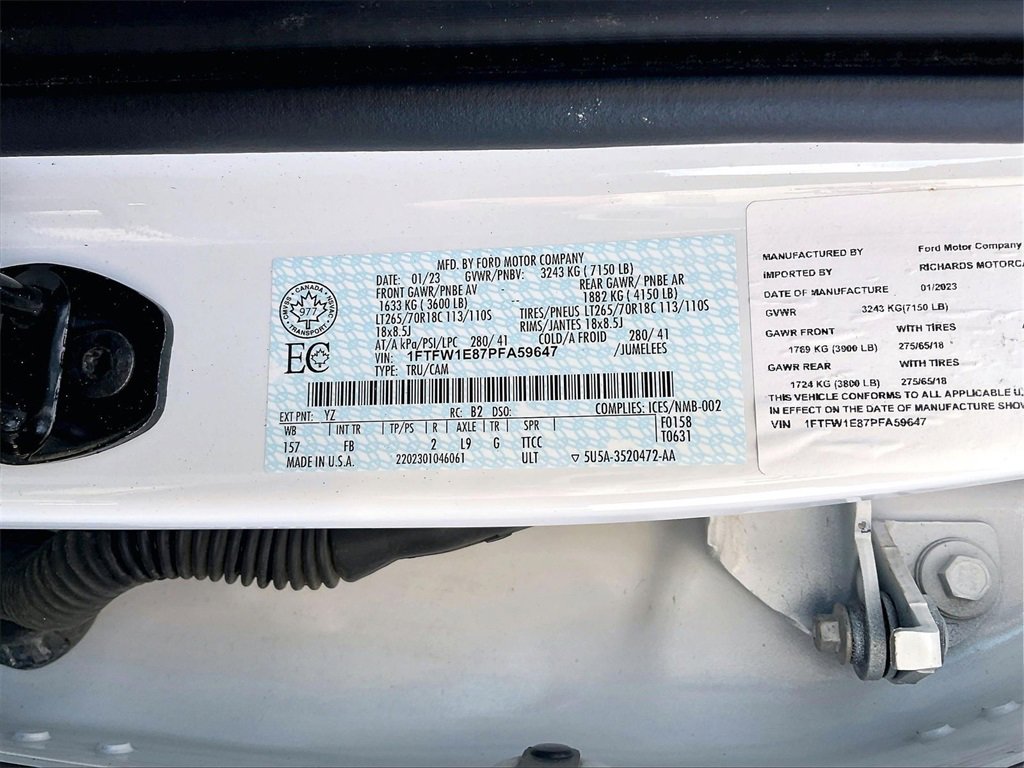 MFD. BY FORD MOTOR COMPANY
DATE: 01/23 GVWR/PNBV: 3243 KG ( 7150 LB)
FRONT GAWR/ PNBE AV -- REAR GAWR/ PNBE AR
1633 KG ( 3600 LB) 1882 KG ( 4150 LB)
LT265/70R18C 113/110S TIRES/PNEUS LT265/70R18C 113/110S
18x8.5J RIMS/JANTES 18x8.5J
AT/A kPa/PSI/LPC 280/ 41 COLD/A FROID 280/ 41
VIN: 1FTFW1E87PFA59647 /JUMELEES
TYPE: TRU/CAM
CANADA
977
TRANSPORT
EC
EXT PNT: YZ RC: B2 DSO: COMPLIES: ICES/NMB-002
WB INT TR TP/PS R AXLE TR SPR F0158
157 FB 2 L9 G TTCC T0631
MADE IN U.S.A. 2202301046061 ULT ▽ 5U5A-3520472-AA
MANUFACTURED BY Ford Motor Company
IMPORTED BY RICHARDS MOTORCA
DATE OF MANUFACTURE 01/2023
GVWR 3243 KG(7150 LB)
GAWR FRONT WITH TIRES
1769 KG (3900 LB) 275/65/18
GAWR REAR WITH TIRES
1724 KG (3800 LB) 275/65/18
THIS VEHICLE CONFORMS TO ALL APPLICABLE U
IN EFFECT ON THE DATE OF MANUFACTURE SHOW
VIN 1FTFW1E87PFA59647